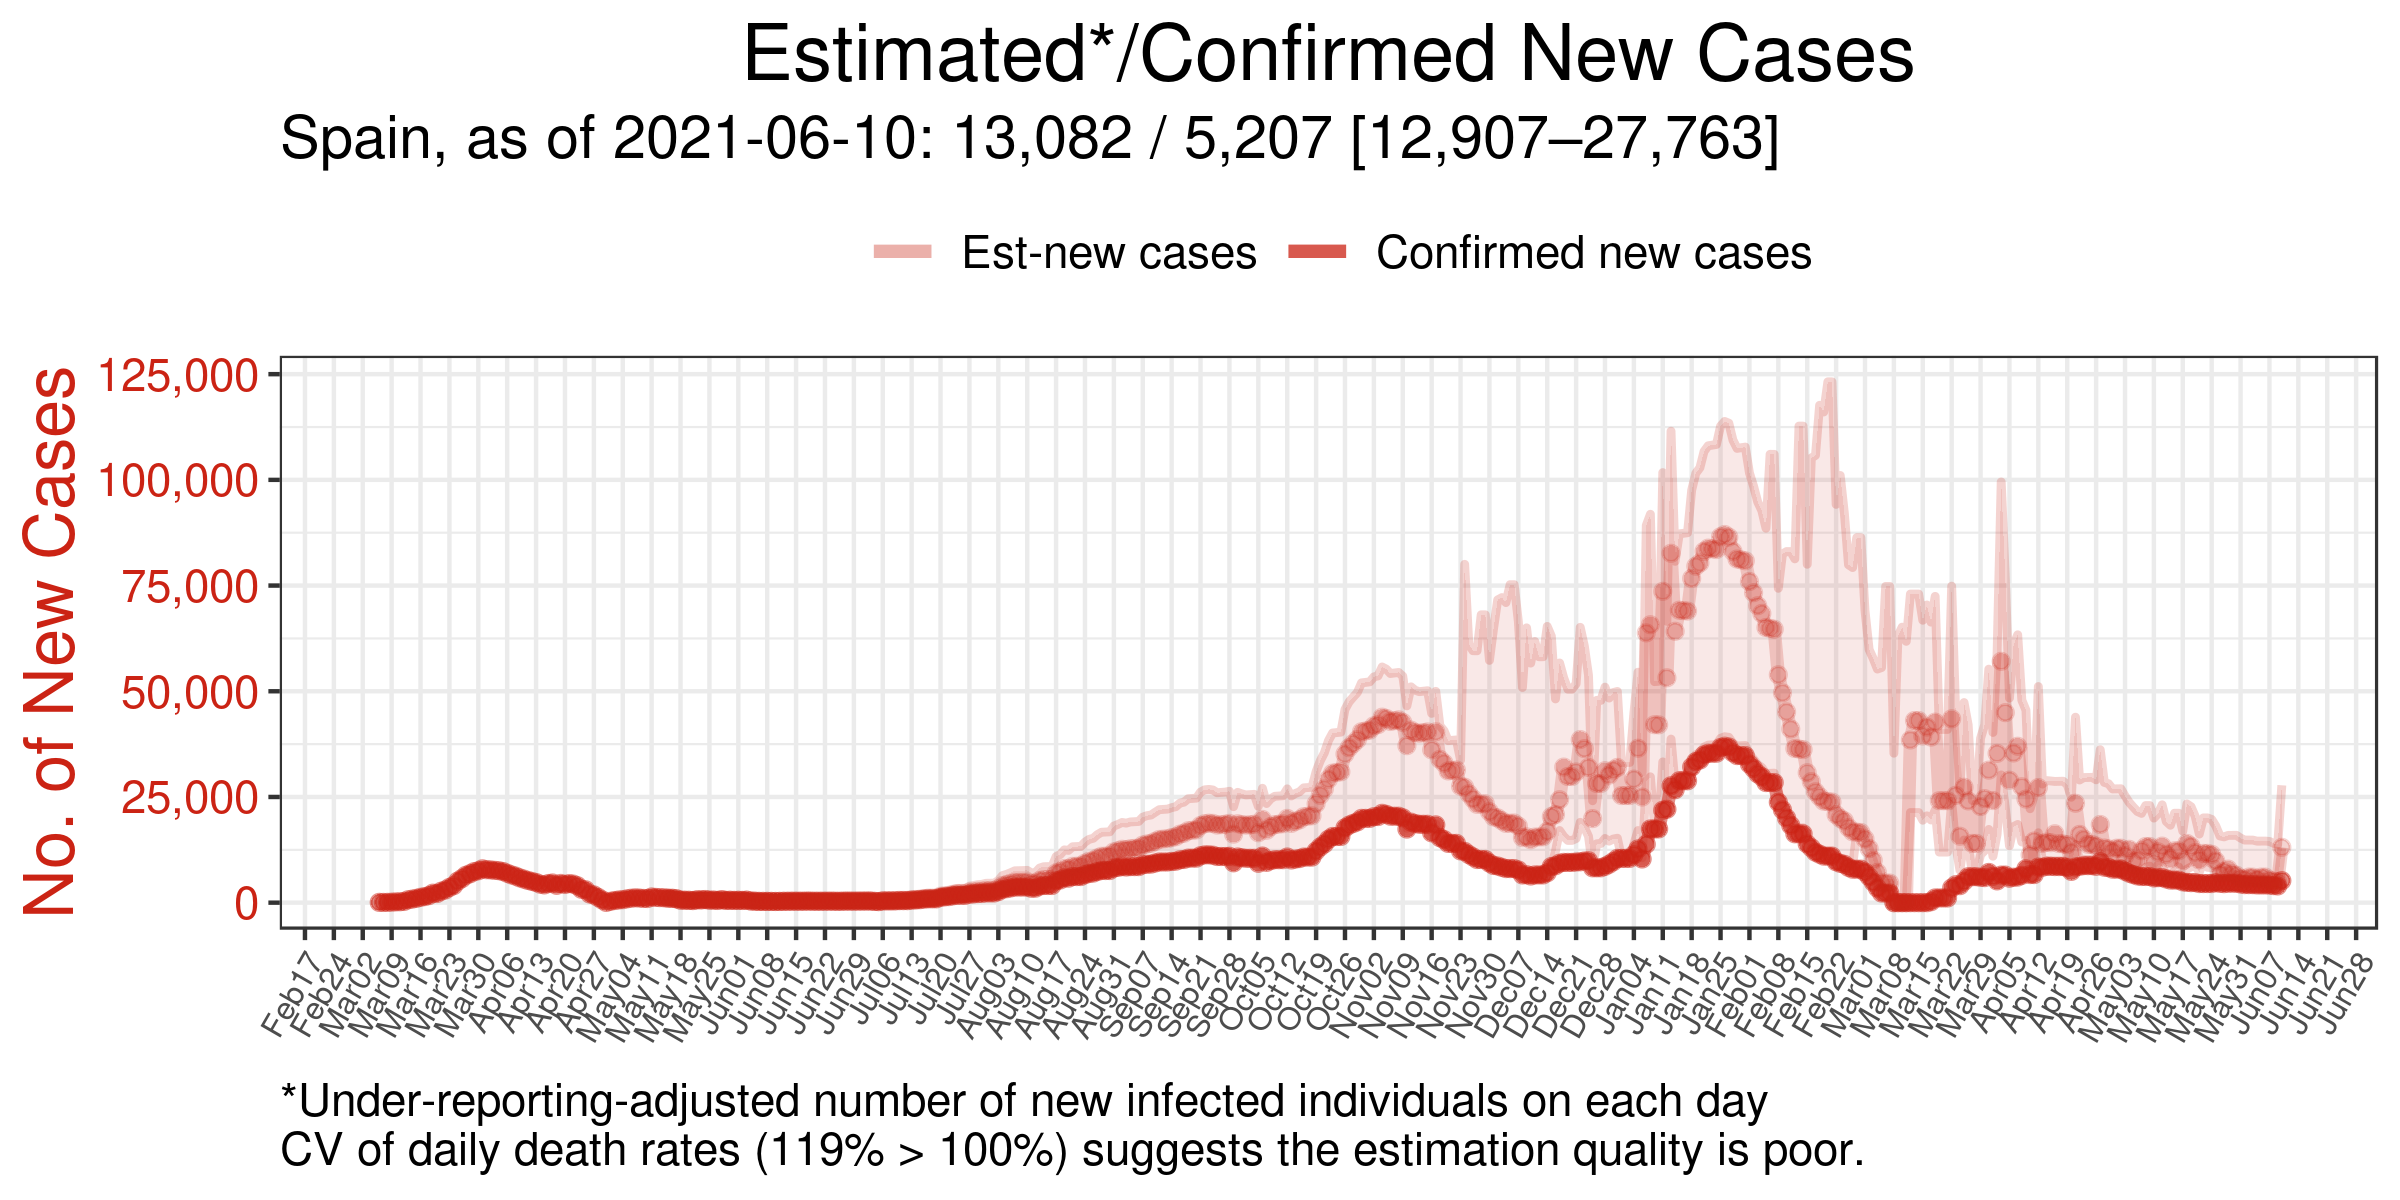 Estimated*/Confirmed New Cases
Spain, as of 2021-06-10: 13,082 / 5,207 [12,907–27,763]
Est-new cases
Confirmed new cases
No. of New Cases
125,000
100,000
75,000
50,000
25,000
0
Feb17
Feb24
Mar02
Mar09
Mar16
Mar23
Mar30
Apr06
Apr13
Apr20
Apr27
May04
May11
May18
May25
Jun01
Jun08
Jun15
Jun22
Jun29
Jul06
Jul13
Jul20
Jul27
Aug03
Aug10
Aug17
Aug24
Aug31
Sep07
Sep14
Sep21
Sep28
Oct05
Oct12
Oct19
Oct26
Nov02
Nov09
Nov16
Nov23
Nov30
Dec07
Dec14
Dec21
Dec28
Jan04
Jan11
Jan18
Jan25
Feb01
Feb08
Feb15
Feb22
Mar01
Mar08
Mar15
Mar22
Mar29
Apr05
Apr12
Apr19
Apr26
May03
May10
May17
May24
May31
Jun07
Jun14
Jun21
Jun28
*Under-reporting-adjusted number of new infected individuals on each day
CV of daily death rates (119% > 100%) suggests the estimation quality is poor.